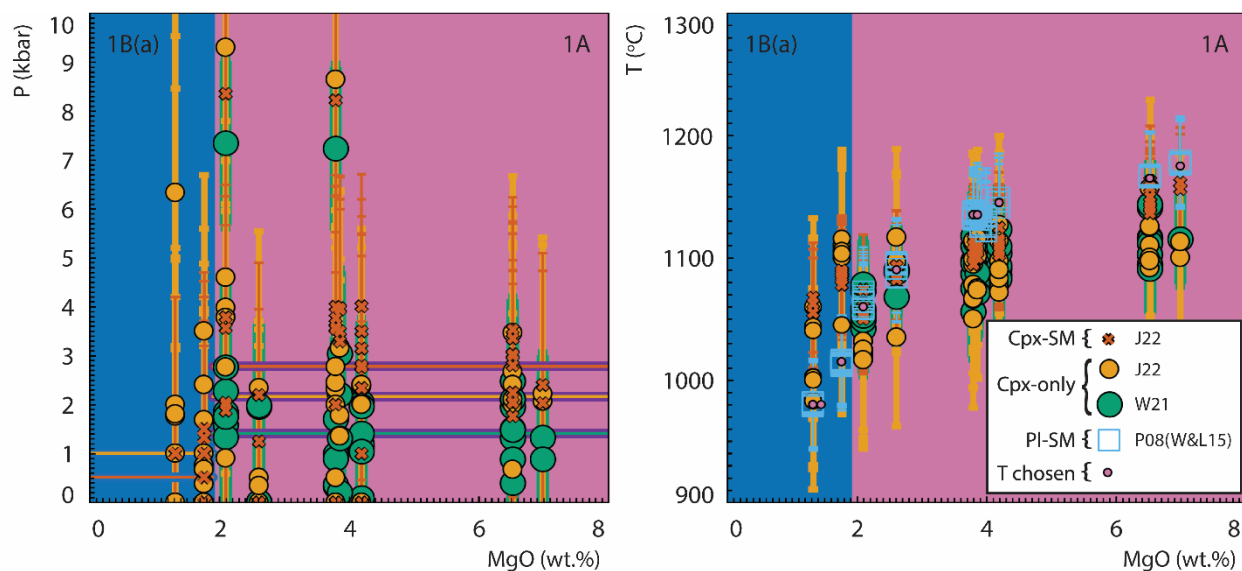 1B(a)
1A
P (kbar)
10
9
8
7
6
5
4
3
2
1
0
0 2 4 6 8
MgO (wt.%)
1B(a)
1A
T (°C)
1300
1200
1100
1000
900
0 2 4 6 8
MgO (wt.%)
Cpx-SM { J22
Cpx-only { J22
W21
Pl-SM { P08(W&L15)
T chosen {